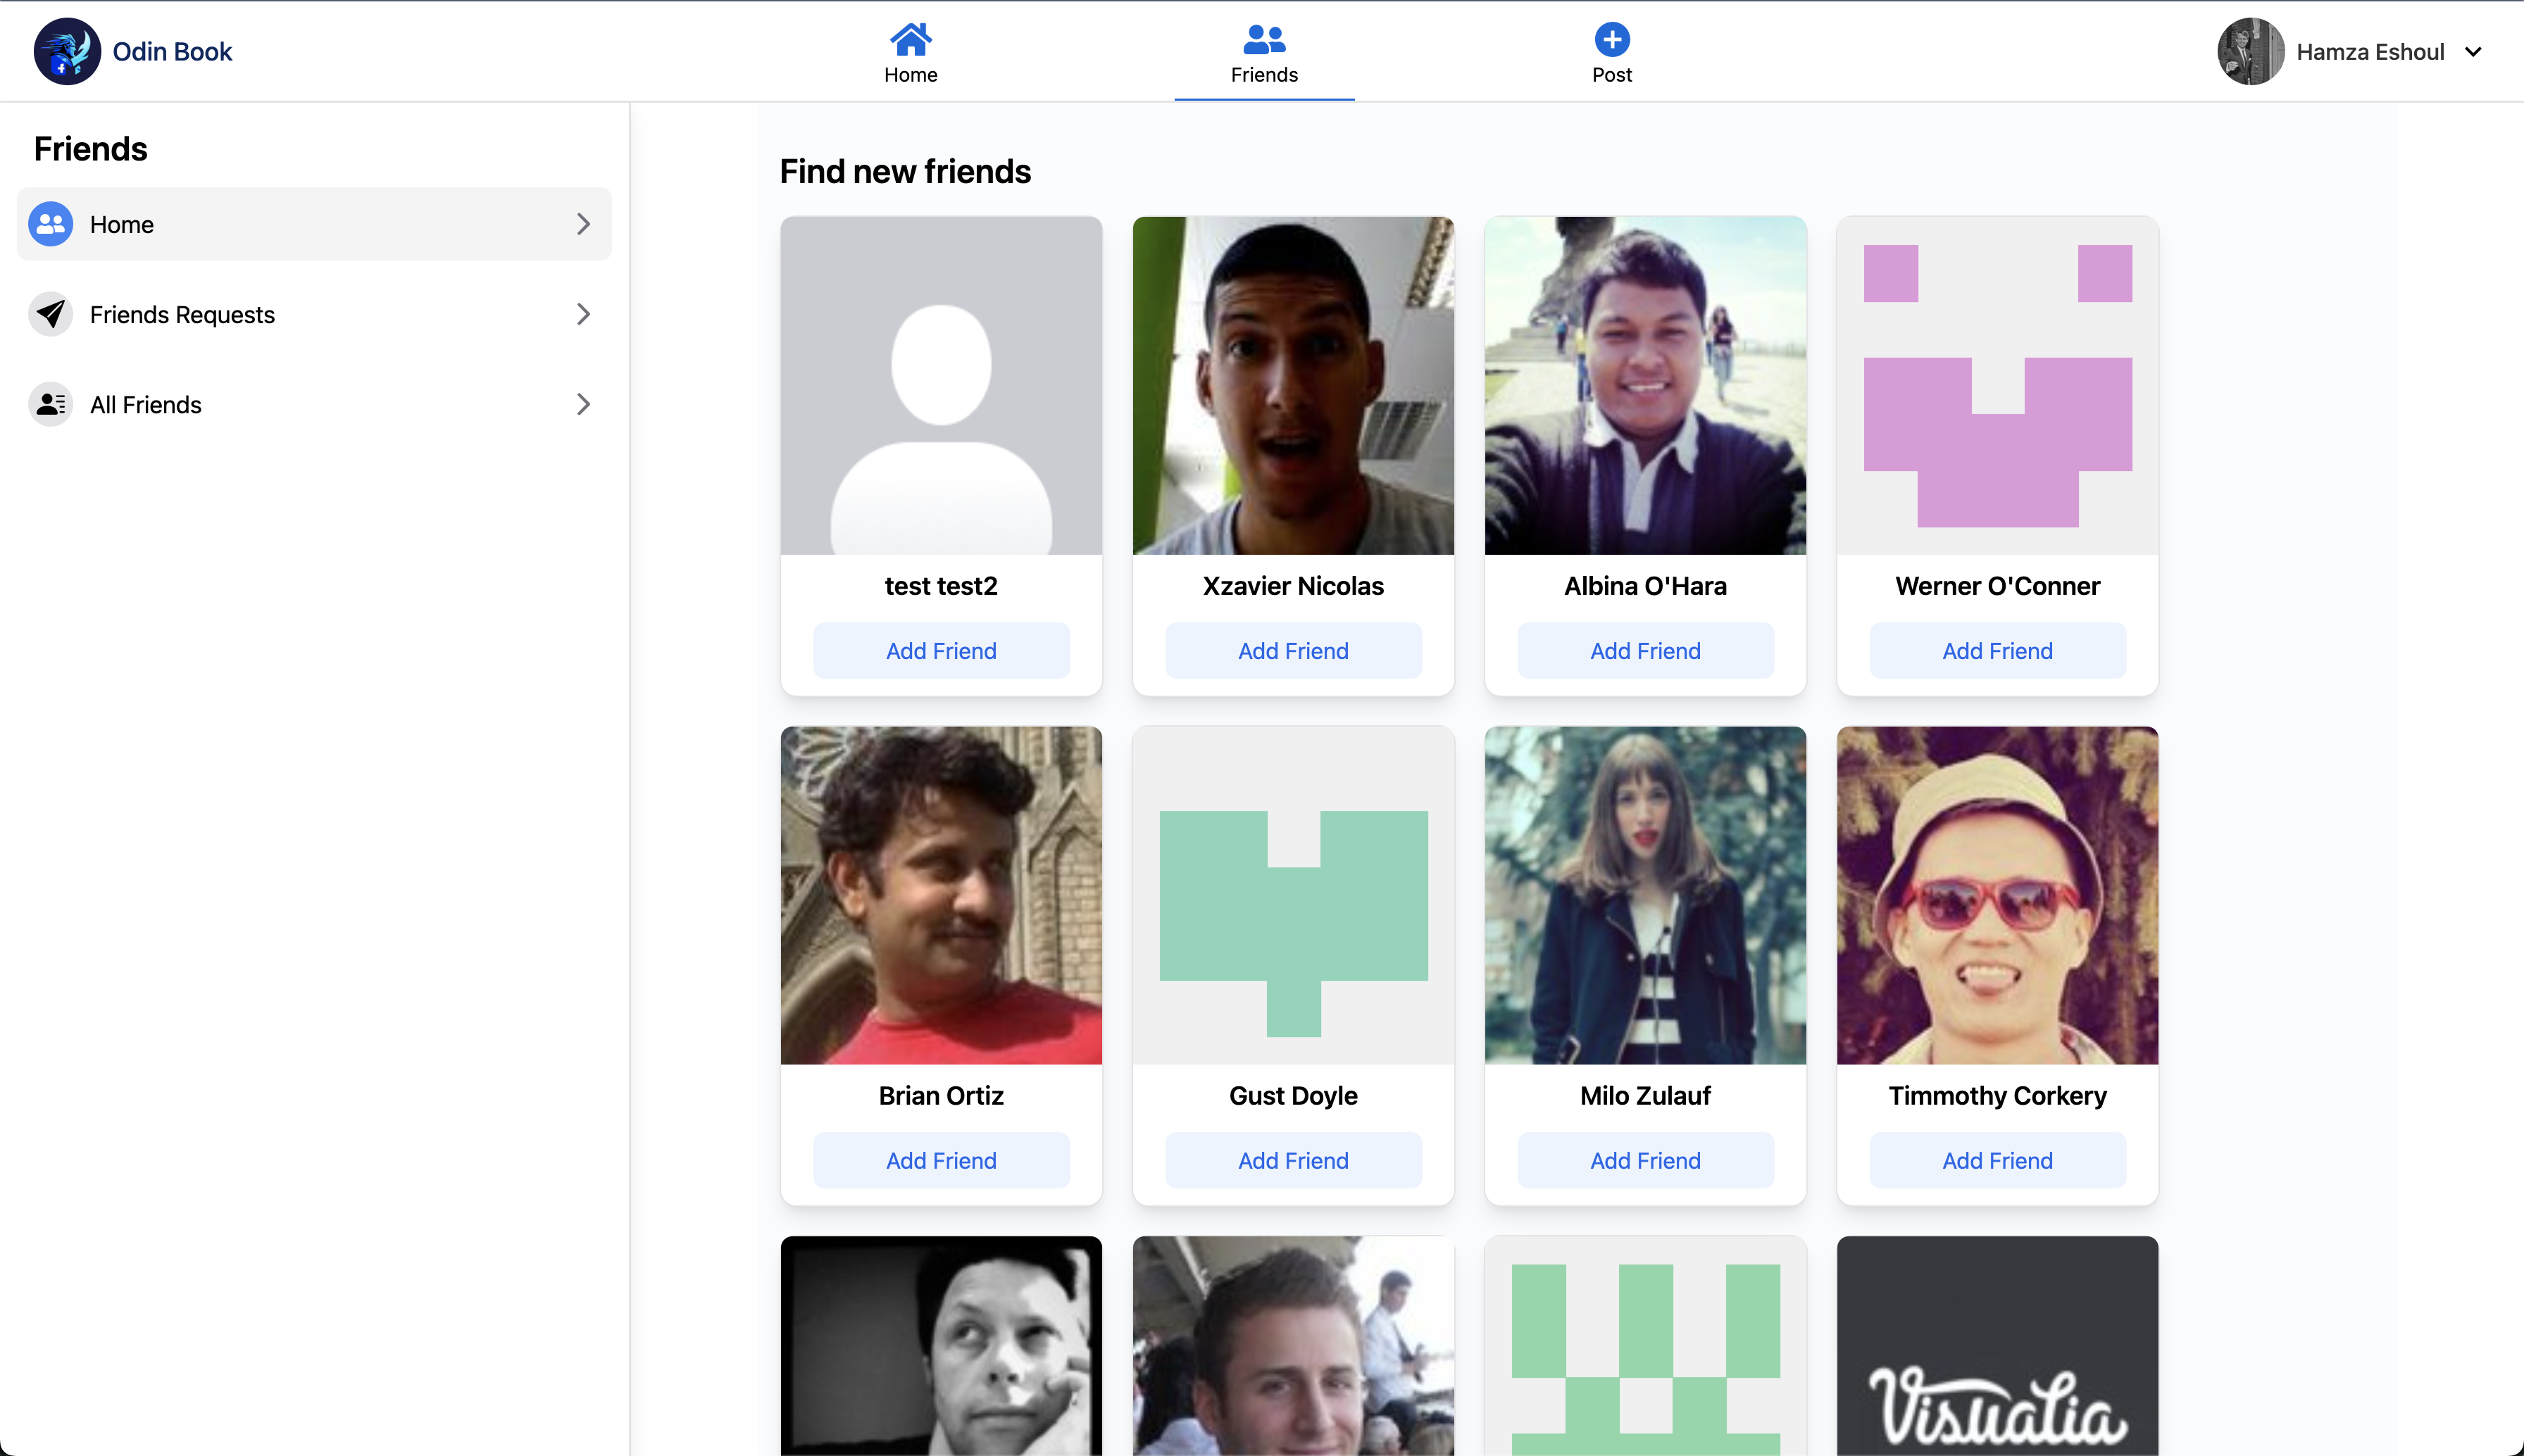 Odin Book
Home
Friends
Post
Hamza Eshoul
Friends
Home
Friends Requests
All Friends
Find new friends
test test2
Add Friend
Xzavier Nicolas
Add Friend
Albina O'Hara
Add Friend
Werner O'Conner
Add Friend
Brian Ortiz
Add Friend
Gust Doyle
Add Friend
Milo Zulauf
Add Friend
Timmothy Corkery
Add Friend
Visualia